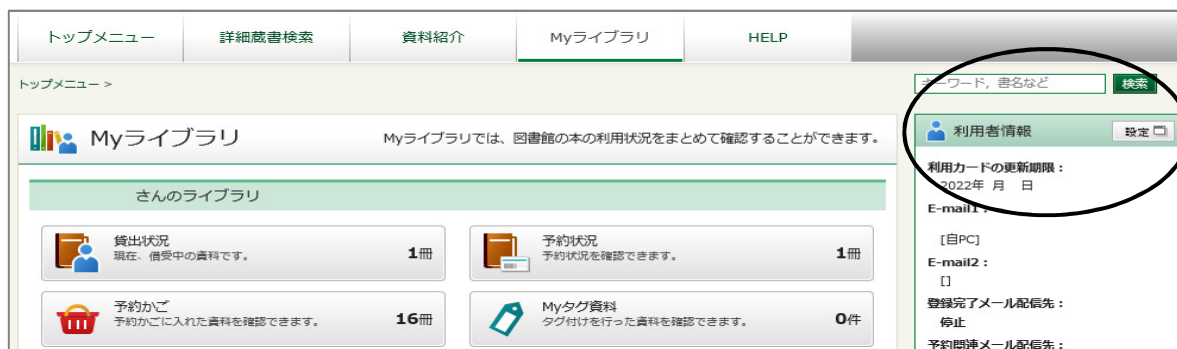 トップメニュー
詳細蔵書検索
資料紹介
Myライブラリ
HELP
トップメニュー >
キーワード, 書名など
検索
Myライブラリ
Myライブラリでは、図書館の本の利用状況をまとめて確認することができます。
さんのライブラリ
貸出状況
現在、借受中の資料です。
1冊
予約状況
予約状況を確認できます。
1冊
予約かご
予約かごに入れた資料を確認できます。
16冊
Myタグ資料
タグ付けを行った資料を確認できます。
0件
利用者情報
設定
利用カードの更新期限：
2022年 月 日
E-mail1：
[自PC]
E-mail2：
[]
登録完了メール配信先：
停止
予約関連メール配信先：